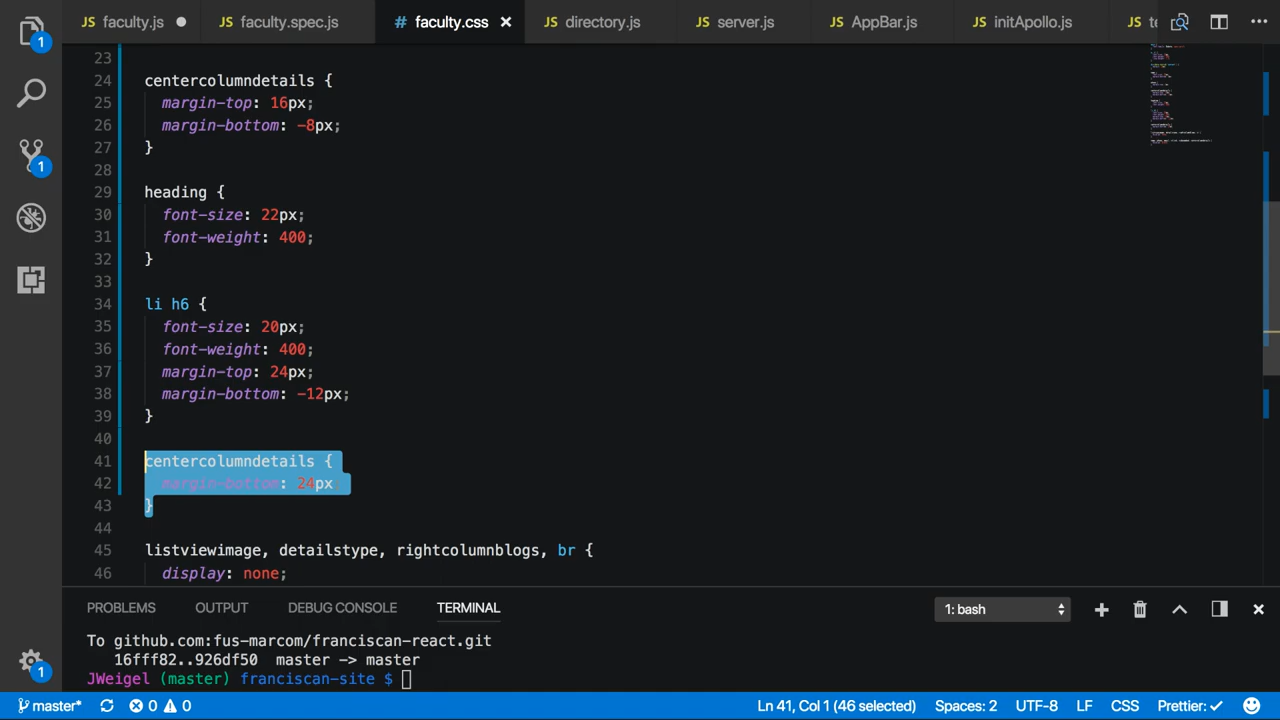 JS faculty.js
JS faculty.spec.js
# faculty.css ×
JS directory.js
JS server.js
JS AppBar.js
JS initApollo.js
JS
1
1
1
23
24 centercolumndetails {
25 margin-top: 16px;
26 margin-bottom: -8px;
27 }
28
29 heading {
30 font-size: 22px;
31 font-weight: 400;
32 }
33
34 li h6 {
35 font-size: 20px;
36 font-weight: 400;
37 margin-top: 24px;
38 margin-bottom: -12px;
39 }
40
41 centercolumndetails {
42 margin-bottom: 24px;
43 }
44
45 listviewimage, detailstype, rightcolumnblogs, br {
46 display: none;
PROBLEMS OUTPUT DEBUG CONSOLE TERMINAL 1: bash
To github.com:fus-marcom/franciscan-react.git
16fff82..926df50 master -> master
JWeigel (master) franciscan-site $
master* 0 0 Ln 41, Col 1 (46 selected) Spaces: 2 UTF-8 LF CSS Prettier: ✓